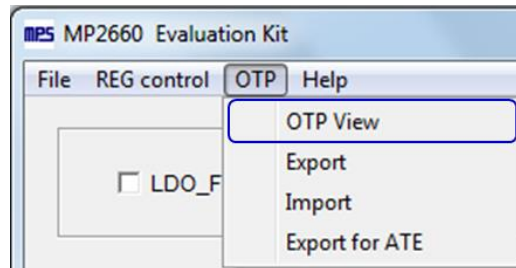 mps MP2660 Evaluation Kit
File REG control OTP Help
OTP View
LDO_F
Export
Import
Export for ATE